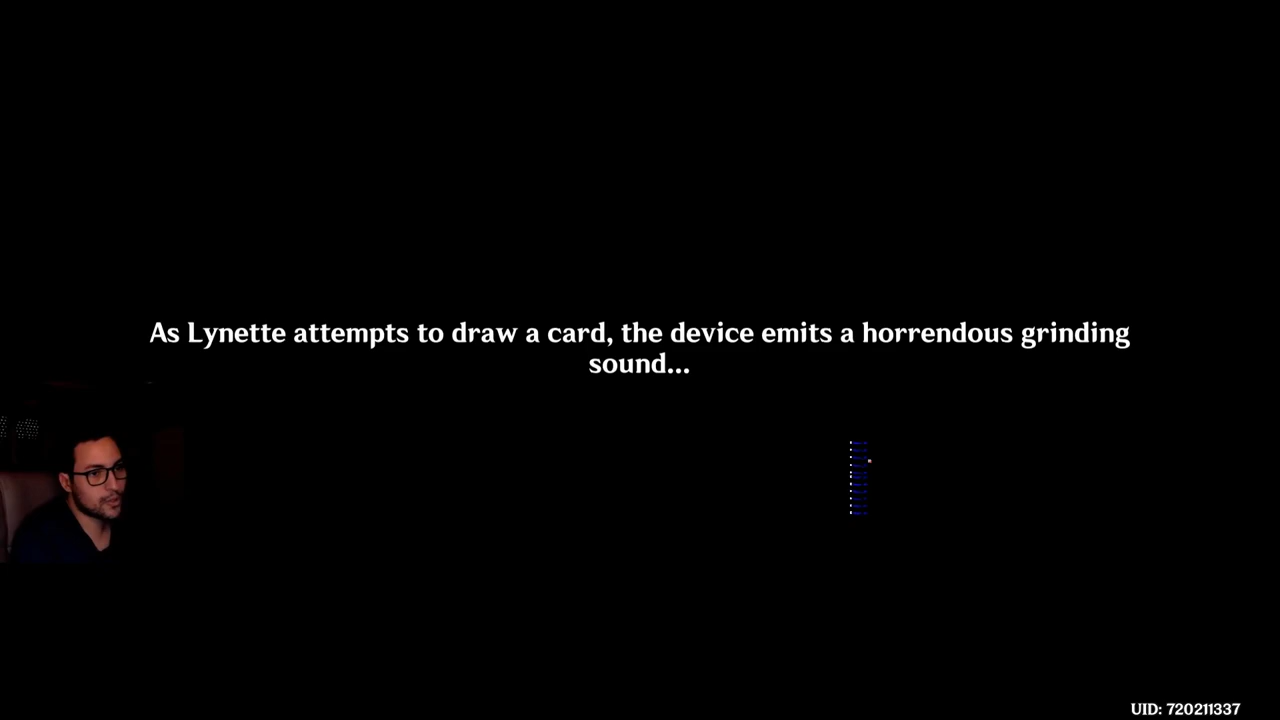 As Lynette attempts to draw a card, the device emits a horrendous grinding
sound...
UID: 720211337